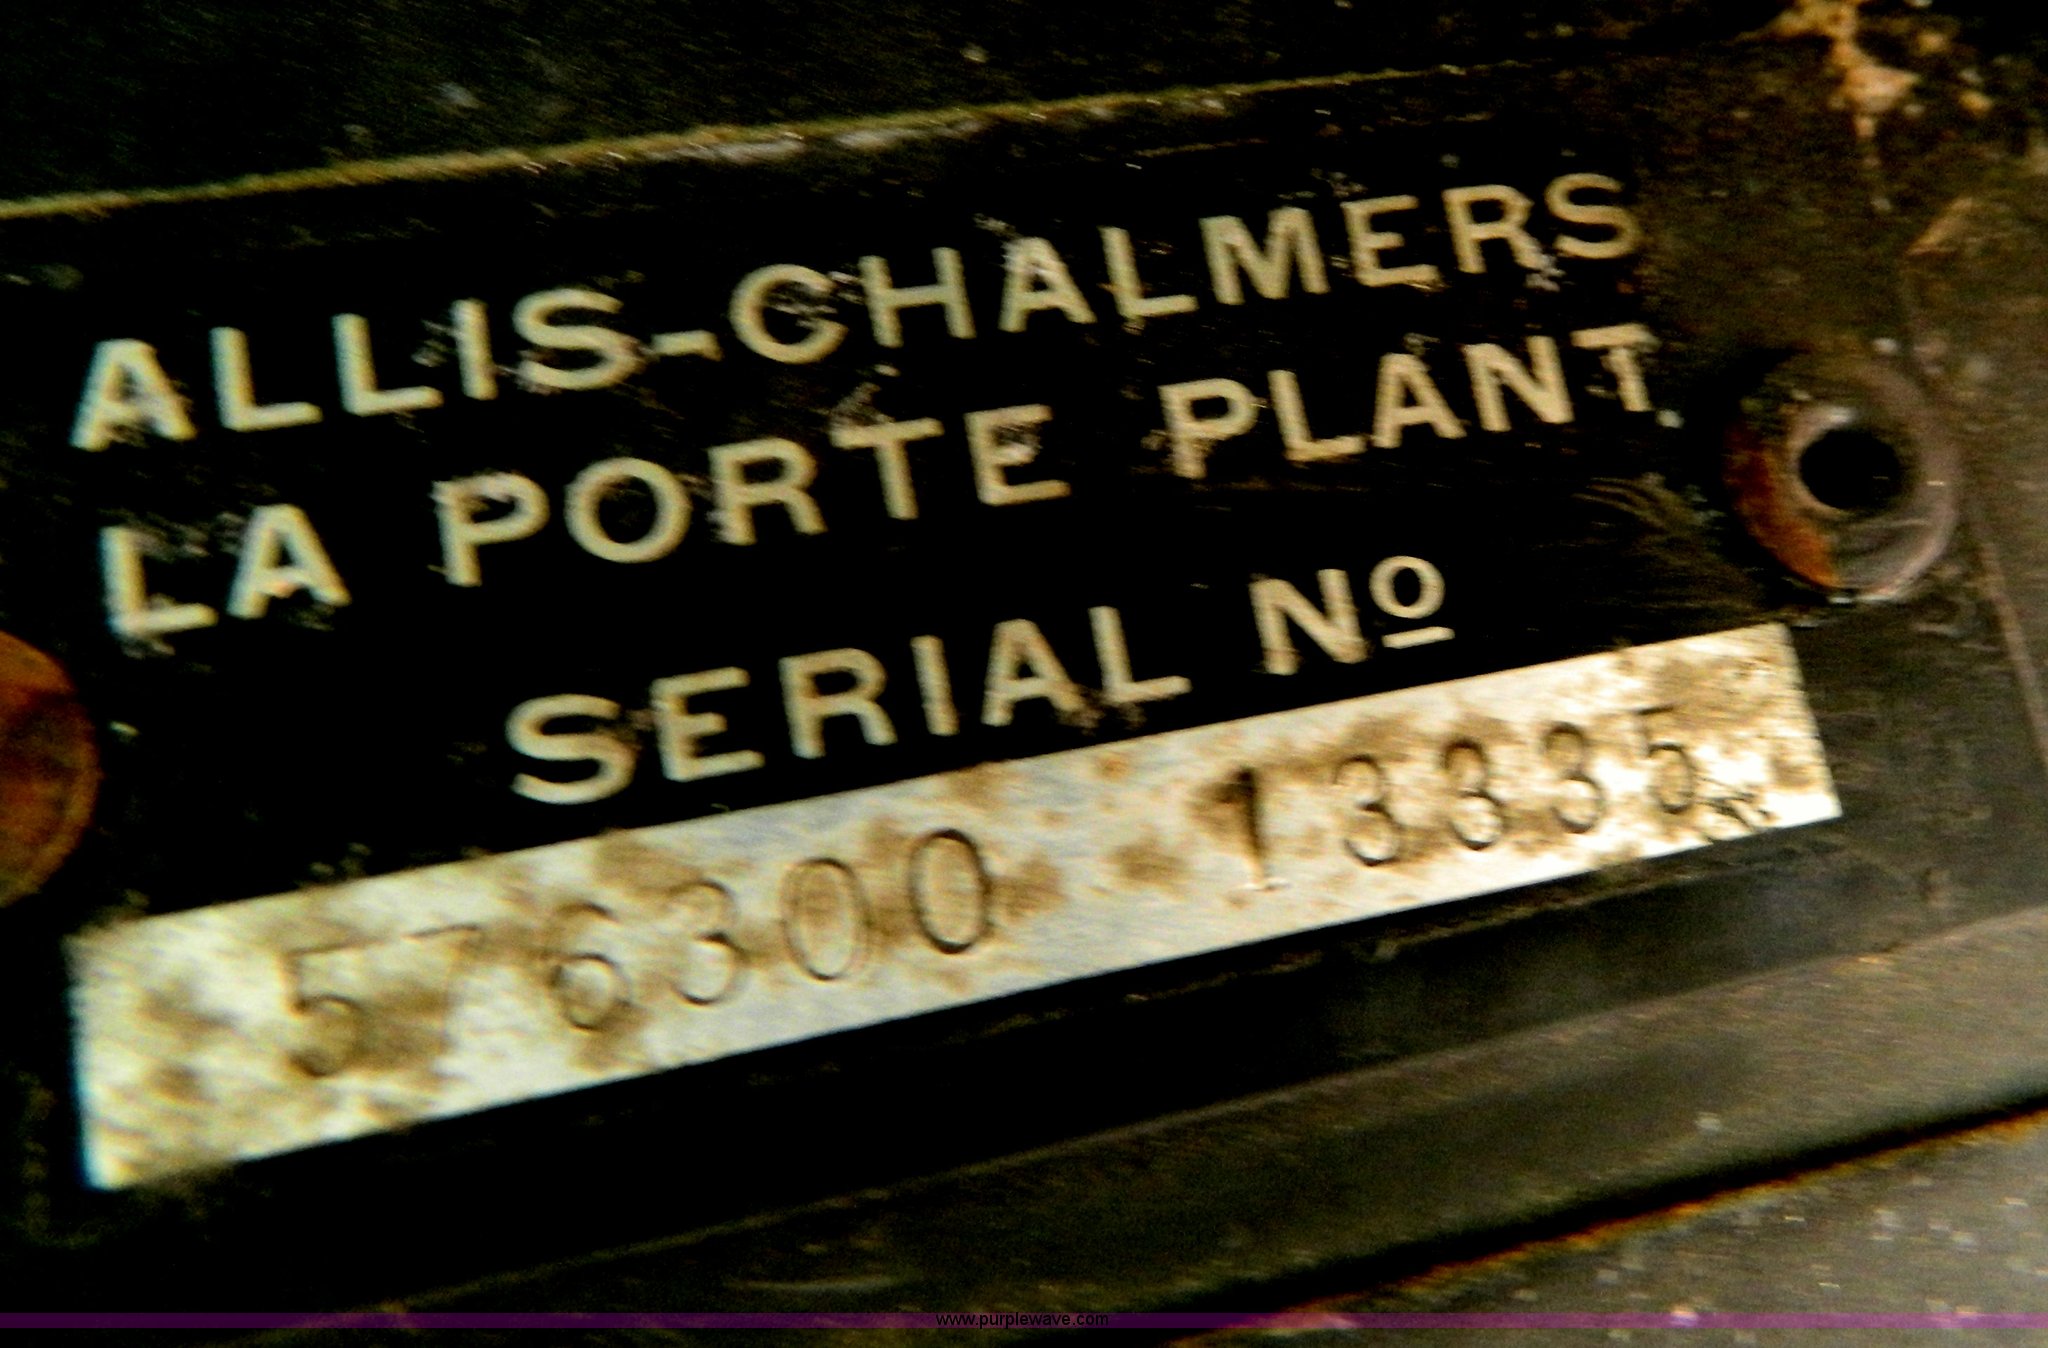 ALLIS-CHALMERS
LA PORTE PLANT
SERIAL Nº
576300 13335
www.purplewave.com